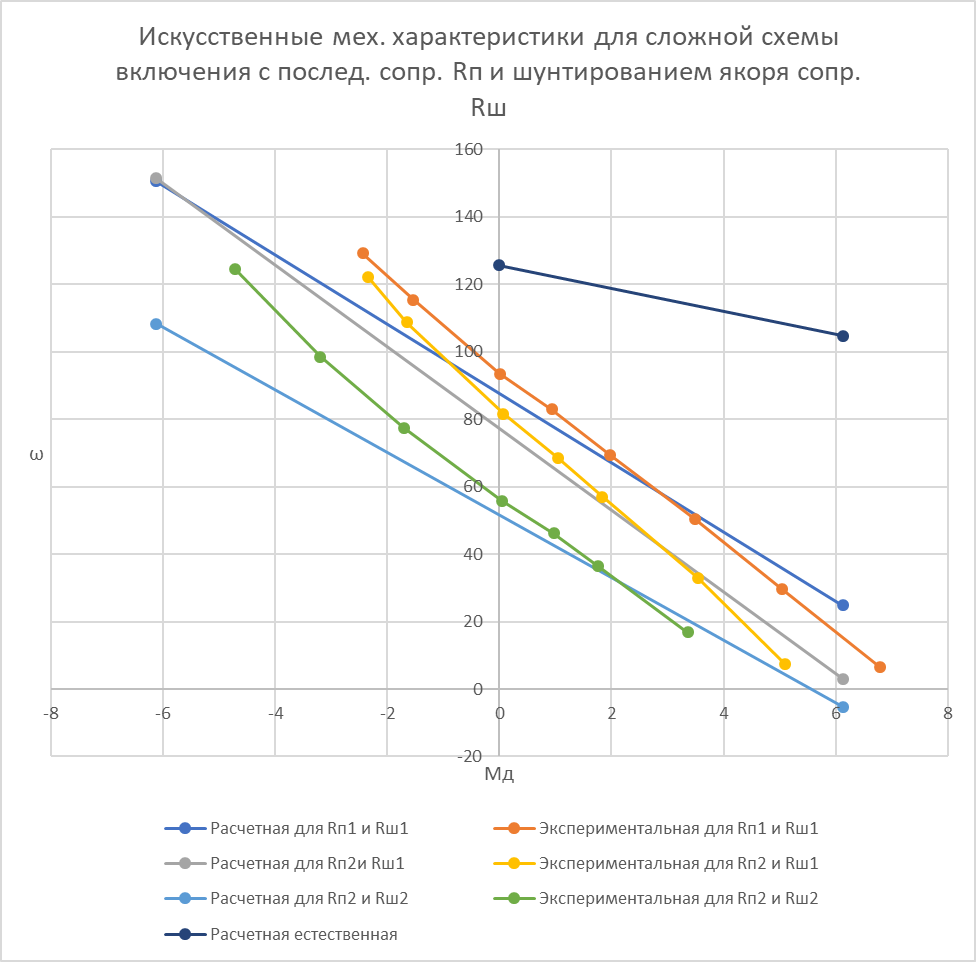 Искусственные мех. характеристики для сложной схемы
включения с послед. сопр. Rп и шунтированием якоря сопр.
Rш
160
140
120
100
80
60
40
20
0
-20
ω
-8 -6 -4 -2 0 2 4 6 8
Мд
Расчетная для Rп1 и Rш1 Экспериментальная для Rп1 и Rш1
Расчетная для Rп2и Rш1 Экспериментальная для Rп2 и Rш1
Расчетная для Rп2 и Rш2 Экспериментальная для Rп2 и Rш2
Расчетная естественная